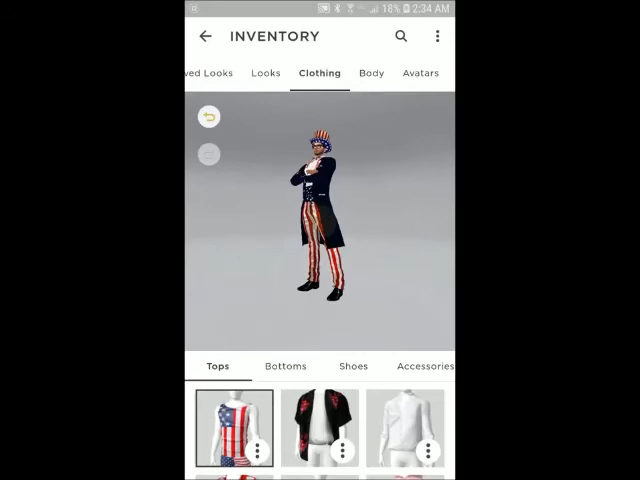 18% 2:34 AM
INVENTORY
ved Looks Looks Clothing Body Avatars
Tops Bottoms Shoes Accessories